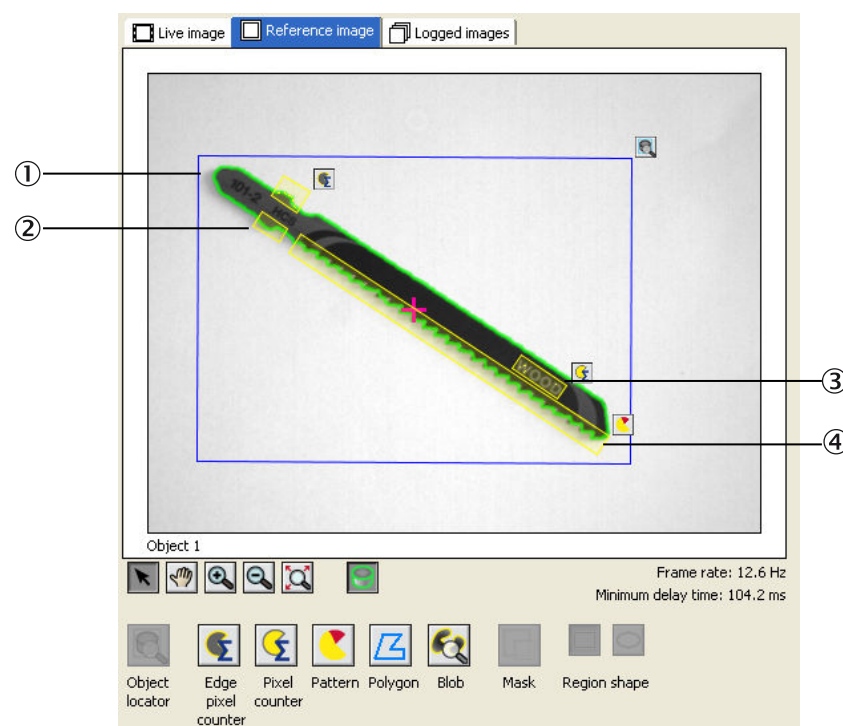 Live image Reference image Logged images
①
101-2
HCS
②
WOOD
③
④
Object 1
Frame rate: 12.6 Hz
Minimum delay time: 104.2 ms
Object locator
Edge pixel counter
Pixel counter
Pattern
Polygon
Blob
Mask
Region shape